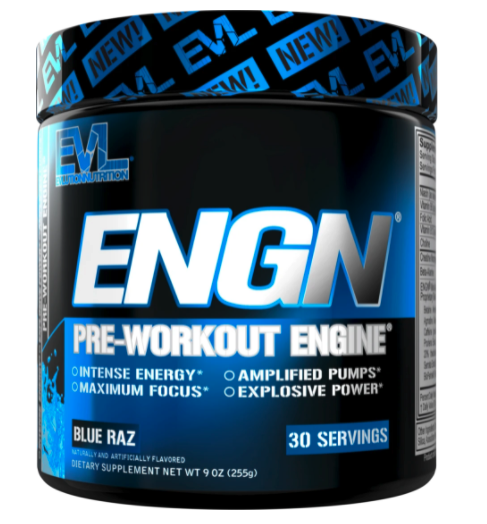 EVL
NEW!
EVL
NEW!
EVL
EVLUTIONNUTRITION
ENGN®
PRE-WORKOUT ENGINE®
INTENSE ENERGY*
AMPLIFIED PUMPS*
MAXIMUM FOCUS*
EXPLOSIVE POWER*
BLUE RAZ
30 SERVINGS
NATURALLY AND ARTIFICIALLY FLAVORED
DIETARY SUPPLEMENT NET WT 9 OZ (255g)
PRE-WORKOUT ENGINE